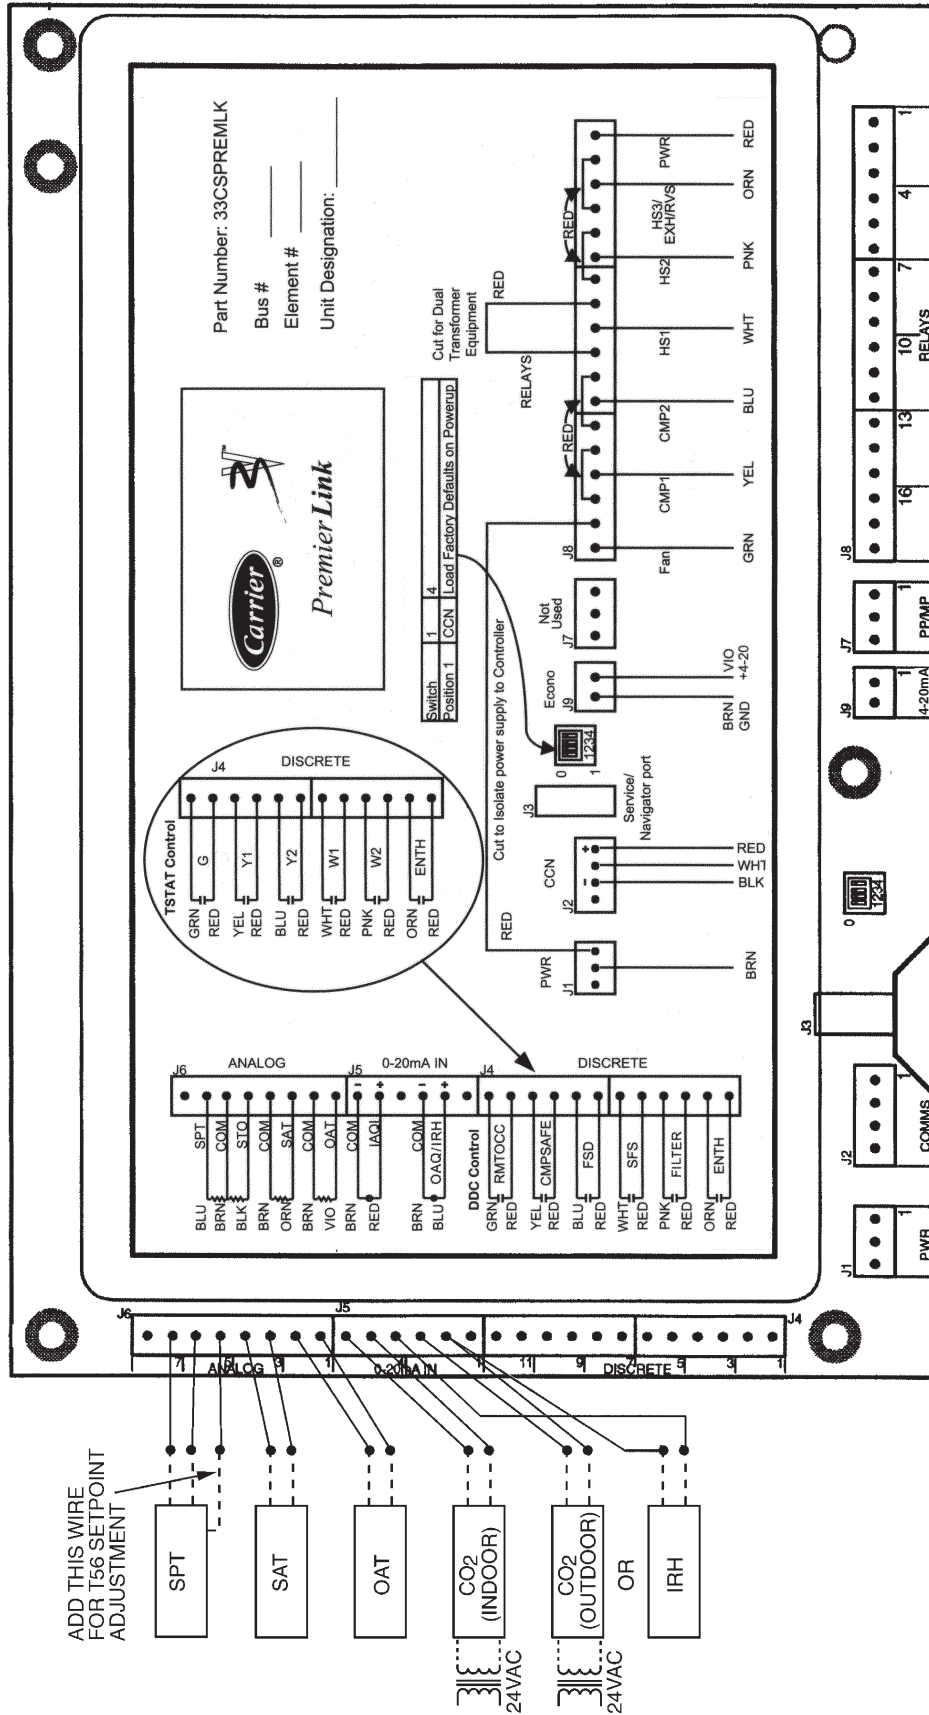 Part Number: 33CSPREMLK
Bus #
Element #
Unit Designation:
Carrier
®
™
PremierLink
Switch 1 4
Position 1 CCN Load Factory Defaults on Powerup
Cut for Dual
Transformer
Equipment
RED
RELAYS
RED
RED
J8
Fan
CMP1
CMP2
HS1
HS2
HS3/
EXH/RVS
PWR
GRN
YEL
BLU
WHT
PNK
ORN
RED
Not
Used
J7
Econo
J9
BRN
GND
VIO
+4-20
0
1
1234
J3
Service/
Navigator port
Cut to Isolate power supply to Controller
RED
CCN
J2
- +
BLK
WHT
RED
PWR
J1
BRN
TSTAT Control
J4
DISCRETE
GRN
RED
G
YEL
RED
Y1
BLU
RED
Y2
WHT
RED
W1
PNK
RED
W2
ORN
RED
ENTH
J6
ANALOG
J5
0-20mA IN
J4
DISCRETE
SPT
COM
STO
COM
SAT
COM
OAT
COM
IAQI
COM
OAQ/IRH
- +
- +
BLU
BRN
BLK
BRN
ORN
BRN
VIO
BRN
RED
BRN
BLU
DDC Control
GRN
RED
RMTOCC
YEL
RED
CMPSAFE
BLU
RED
FSD
WHT
RED
SFS
PNK
RED
FILTER
ORN
RED
ENTH
J6
7 5 3 1
ANALOG
J5
1
0-20mA IN
11 9 7 5 3 1
DISCRETE
J4
J1
1
PWR
J2
1
COMMS
J3
0
1234
J9
1
4-20mA
J7
1
PP/MP
J8
16 13 10 7 4 1
RELAYS
ADD THIS WIRE
FOR T56 SETPOINT
ADJUSTMENT
SPT
SAT
OAT
CO2
(INDOOR)
24VAC
CO2
(OUTDOOR)
24VAC
OR
IRH